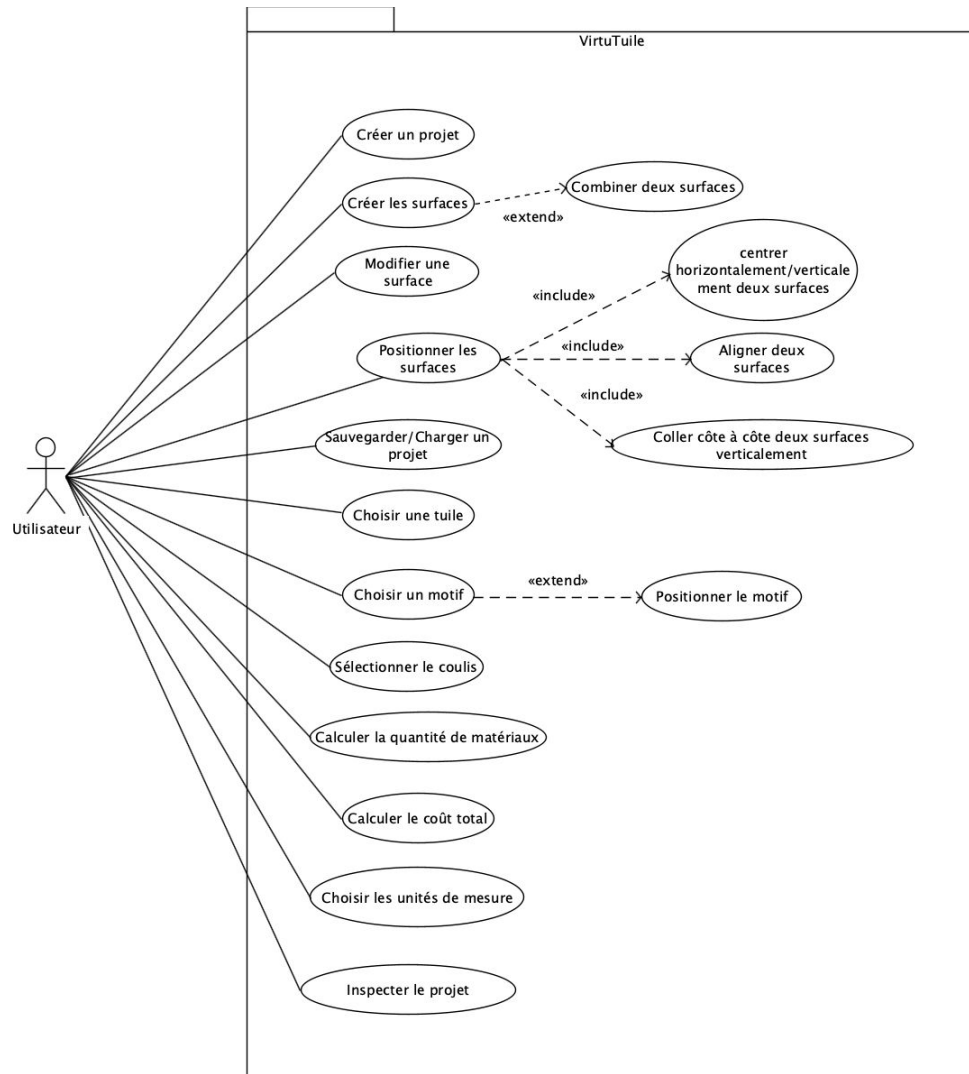 VirtuTuile
Créer un projet
Créer les surfaces
«extend»
Combiner deux surfaces
Modifier une
surface
centrer
horizontalement/verticale
ment deux surfaces
«include»
Positionner les
surfaces
«include»
Aligner deux
surfaces
«include»
Coller côte à côte deux surfaces
verticalement
Sauvegarder/Charger un
projet
Utilisateur
Choisir une tuile
Choisir un motif
«extend»
Positionner le motif
Sélectionner le coulis
Calculer la quantité de matériaux
Calculer le coût total
Choisir les unités de mesure
Inspecter le projet